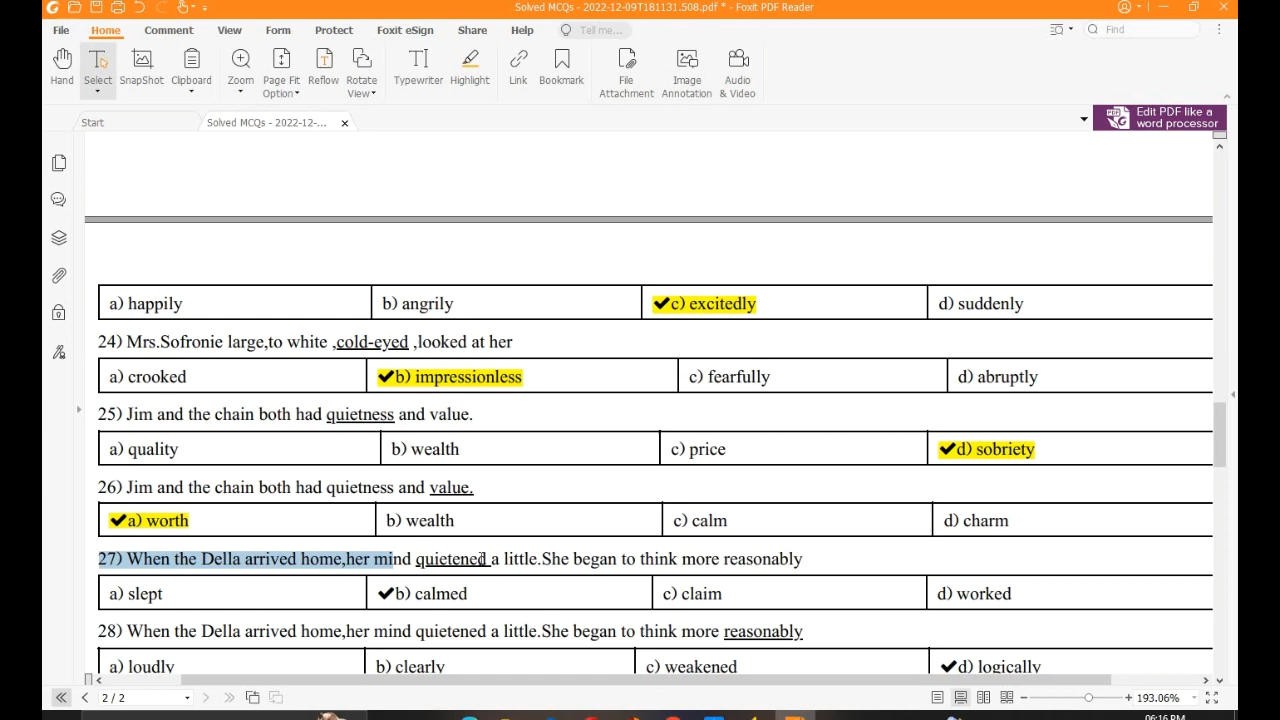 Solved MCQs - 2022-12-09T181131.508.pdf * - Foxit PDF Reader
File Home Comment View Form Protect Foxit eSign Share Help Tell me... Find
Hand Select SnapShot Clipboard Zoom Page Fit Option Reflow Rotate View Typewriter Highlight Link Bookmark File Attachment Image Annotation Audio & Video
Start Solved MCQs - 2022-12-... Edit PDF like a word processor
a) happily b) angrily ✔c) excitedly d) suddenly
24) Mrs.Sofronie large,to white ,cold-eyed ,looked at her
a) crooked ✔b) impressionless c) fearfully d) abruptly
25) Jim and the chain both had quietness and value.
a) quality b) wealth c) price ✔d) sobriety
26) Jim and the chain both had quietness and value.
✔a) worth b) wealth c) calm d) charm
27) When the Della arrived home,her mind quietened a little.She began to think more reasonably
a) slept ✔b) calmed c) claim d) worked
28) When the Della arrived home,her mind quietened a little.She began to think more reasonably
a) loudly b) clearly c) weakened ✔d) logically
2 / 2 193.06%
06:16 PM